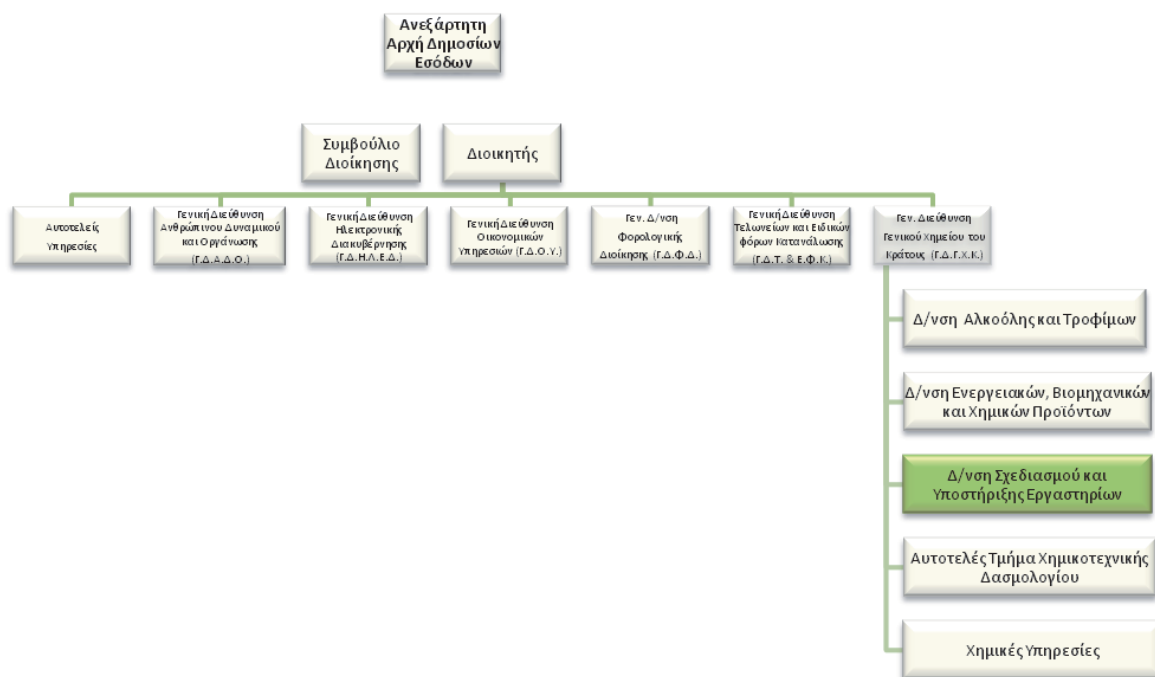 Ανεξάρτητη
Αρχή Δημοσίων
Εσόδων
Συμβούλιο
Διοίκησης
Διοικητής
Αυτοτελείς
Υπηρεσίες
Γενική Διεύθυνση
Ανθρώπινου Δυναμικού
και Οργάνωσης
(Γ.Δ.Α.Δ.Ο.)
Γενική Διεύθυνση
Ηλεκτρονικής
Διακυβέρνησης
(Γ.Δ.Η.Λ.Ε.Δ.)
Γενική Διεύθυνση
Οικονομικών
Υπηρεσιών (Γ.Δ.Ο.Υ.)
Γεν. Δ/νση
Φορολογικής
Διοίκησης (Γ.Δ.Φ.Δ.)
Γενική Διεύθυνση
Τελωνείων και Ειδικών
φόρων Κατανάλωσης
(Γ.Δ.Τ. & Ε.Φ.Κ.)
Γεν. Διεύθυνση
Γενικού Χημείου του
Κράτους (Γ.Δ.Γ.Χ.Κ.)
Δ/νση Αλκοόλης και Τροφίμων
Δ/νση Ενεργειακών, Βιομηχανικών
και Χημικών Προϊόντων
Δ/νση Σχεδιασμού και
Υποστήριξης Εργαστηρίων
Αυτοτελές Τμήμα Χημικοτεχνικής
Δασμολογίου
Χημικές Υπηρεσίες